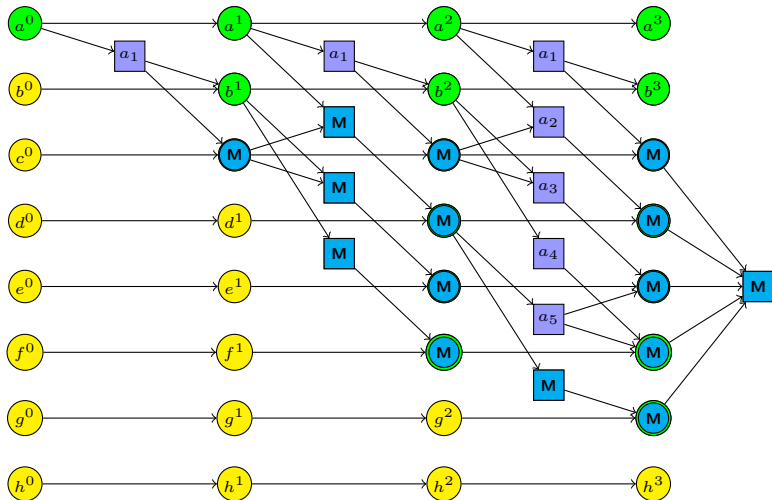 a⁰ a¹ a² a³
a₁ a₁ a₁
b⁰ b¹ b² b³
M a₂
c⁰ M M M
M a₃
d⁰ d¹ M M
M a₄
e⁰ e¹ M M M
a₅
f⁰ f¹ M M
M
g⁰ g¹ g² M
h⁰ h¹ h² h³